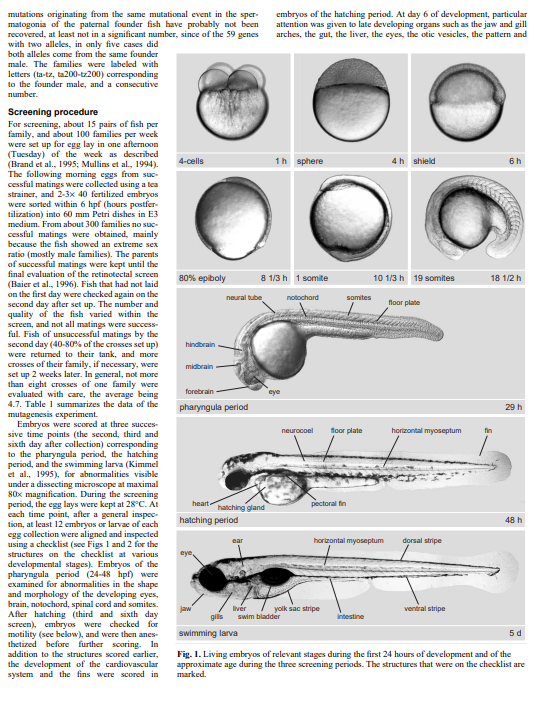 mutations originating from the same mutational event in the sper-
matogonia of the paternal founder fish have probably not been
recovered, at least not in a significant number, since of the 59 genes
with two alleles, in only five cases did
both alleles come from the same founder
male. The families were labeled with
letters (ta-tz, ta200-tz200) corresponding
to the founder male, and a consecutive
number.
Screening procedure
For screening, about 15 pairs of fish per
family, and about 100 families per week
were set up for egg lay in one afternoon
(Tuesday) of the week as described
(Brand et al., 1995; Mullins et al., 1994).
The following morning eggs from suc-
cessful matings were collected using a tea
strainer, and 2-3× 40 fertilized embryos
were sorted within 6 hpf (hours postfer-
tilization) into 60 mm Petri dishes in E3
medium. From about 300 families no suc-
cessful matings were obtained, mainly
because the fish showed an extreme sex
ratio (mostly male families). The parents
of successful matings were kept until the
final evaluation of the retinotectal screen
(Baier et al., 1996). Fish that had not laid
on the first day were checked again on the
second day after set up. The number and
quality of the fish varied within the
screen, and not all matings were success-
ful. Fish of unsuccessful matings by the
second day (40-80% of the crosses set up)
were returned to their tank, and more
crosses of their family, if necessary, were
set up 2 weeks later. In general, not more
than eight crosses of one family were
evaluated with care, the average being
4.7. Table 1 summarizes the data of the
mutagenesis experiment.
Embryos were scored at three succes-
sive time points (the second, third and
sixth day after collection) corresponding
to the pharyngula period, the hatching
period, and the swimming larva (Kimmel
et al., 1995), for abnormalities visible
under a dissecting microscope at maximal
80× magnification. During the screening
period, the egg lays were kept at 28°C. At
each time point, after a general inspec-
tion, at least 12 embryos or larvae of each
egg collection were aligned and inspected
using a checklist (see Figs 1 and 2 for the
structures on the checklist at various
developmental stages). Embryos of the
pharyngula period (24-48 hpf) were
examined for abnormalities in the shape
and morphology of the developing eyes,
brain, notochord, spinal cord and somites.
After hatching (third and sixth day
screen), embryos were checked for
motility (see below), and were then anes-
thetized before further scoring. In
addition to the structures scored earlier,
the development of the cardiovascular
system and the fins were scored in
embryos of the hatching period. At day 6 of development, particular
attention was given to late developing organs such as the jaw and gill
arches, the gut, the liver, the eyes, the otic vesicles, the pattern and
4-cells 1 h
sphere 4 h
shield 6 h
80% epiboly 8 1/3 h
1 somite 10 1/3 h
19 somites 18 1/2 h
neural tube notochord somites floor plate
hindbrain
midbrain
forebrain eye
pharyngula period 29 h
neurocoel floor plate horizontal myoseptum fin
heart hatching gland pectoral fin
hatching period 48 h
eye ear horizontal myoseptum dorsal stripe
jaw gills liver swim bladder yolk sac stripe intestine ventral stripe
swimming larva 5 d
Fig. 1. Living embryos of relevant stages during the first 24 hours of development and of the
approximate age during the three screening periods. The structures that were on the checklist are
marked.